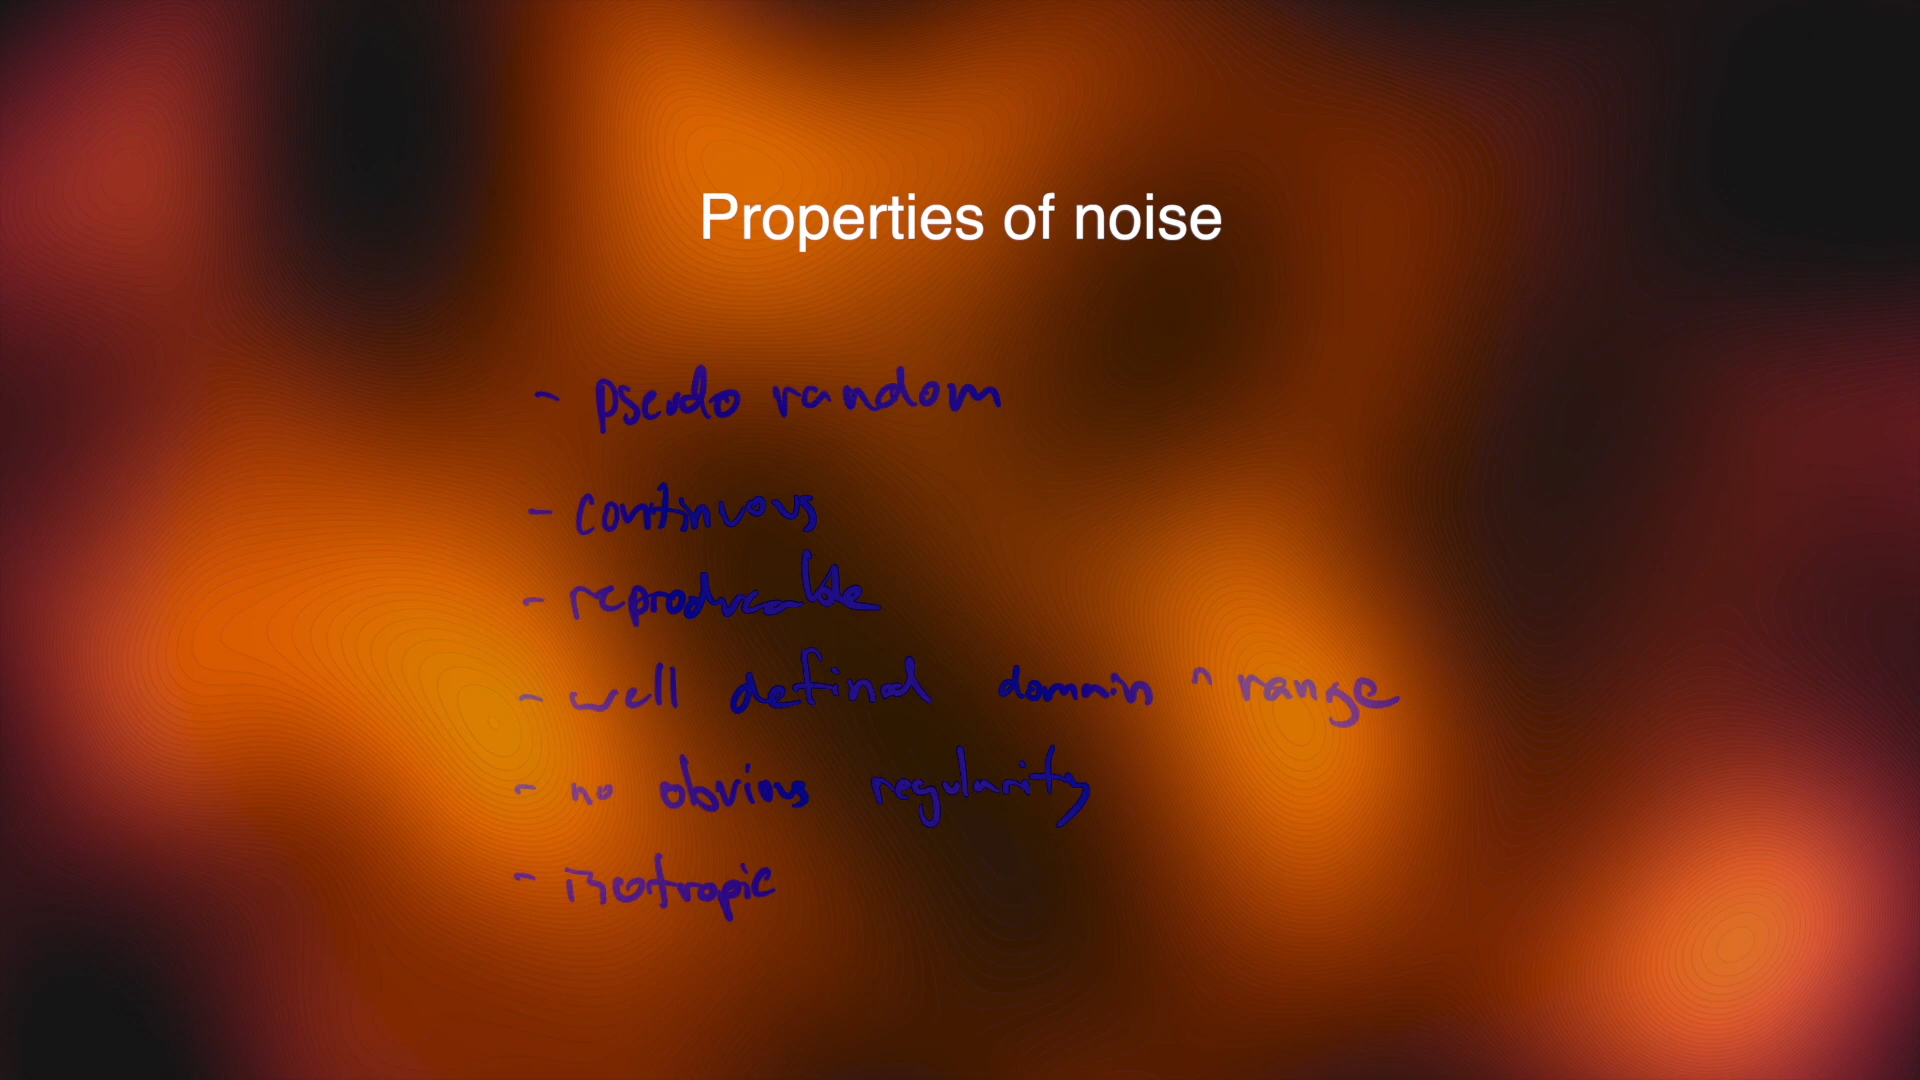 Properties of noise
- pseudo random
- continuous
- reproducable
- well defined domain n range
- no obvious regularity
- isotropic